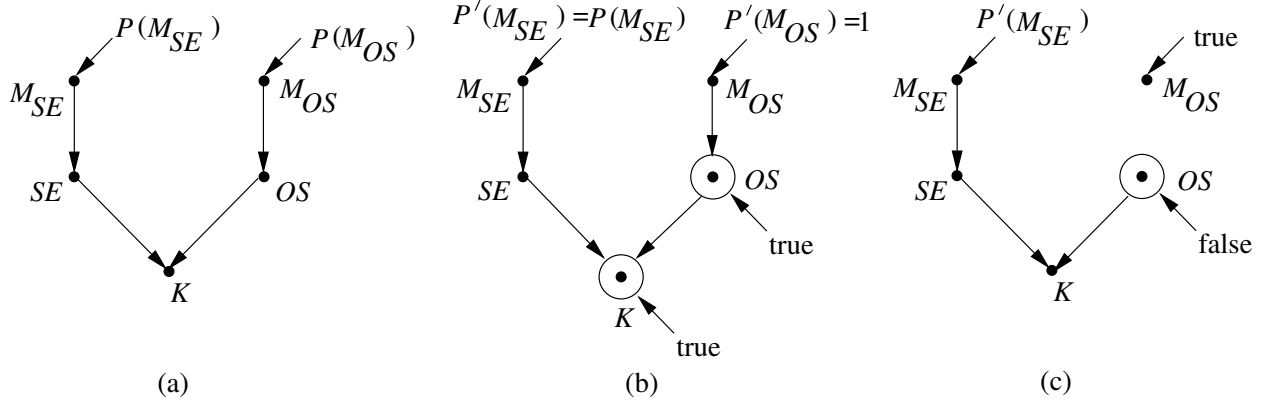 P(M_SE)
P(M_OS)
M_SE
M_OS
SE
OS
K
(a)
P′(M_SE) =P(M_SE)
P′(M_OS) =1
M_SE
M_OS
SE
OS
true
K
true
(b)
P′(M_SE)
true
M_SE
M_OS
SE
OS
false
K
(c)